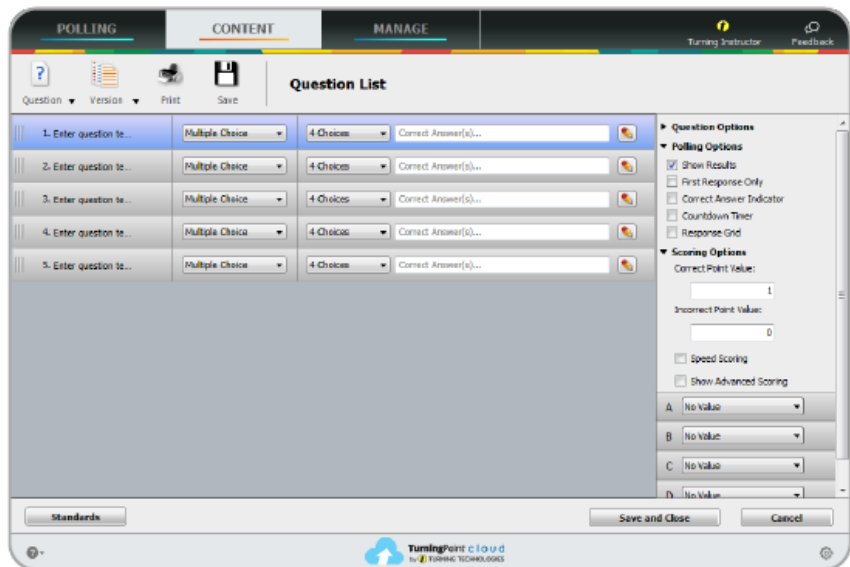 POLLING CONTENT MANAGE
Turning Instructor Feedback
Question Version Print Save
Question List
1. Enter question te... Multiple Choice 4 Choices Correct Answer(s)...
2. Enter question te... Multiple Choice 4 Choices Correct Answer(s)...
3. Enter question te... Multiple Choice 4 Choices Correct Answer(s)...
4. Enter question te... Multiple Choice 4 Choices Correct Answer(s)...
5. Enter question te... Multiple Choice 4 Choices Correct Answer(s)...
Question Options
Polling Options
Show Results
First Response Only
Correct Answer Indicator
Countdown Timer
Response Grid
Scoring Options
Correct Point Value:
1
Incorrect Point Value:
0
Speed Scoring
Show Advanced Scoring
A No Value
B No Value
C No Value
D No Value
Standards Save and Close Cancel
TurningPoint cloud
by TURNING TECHNOLOGIES